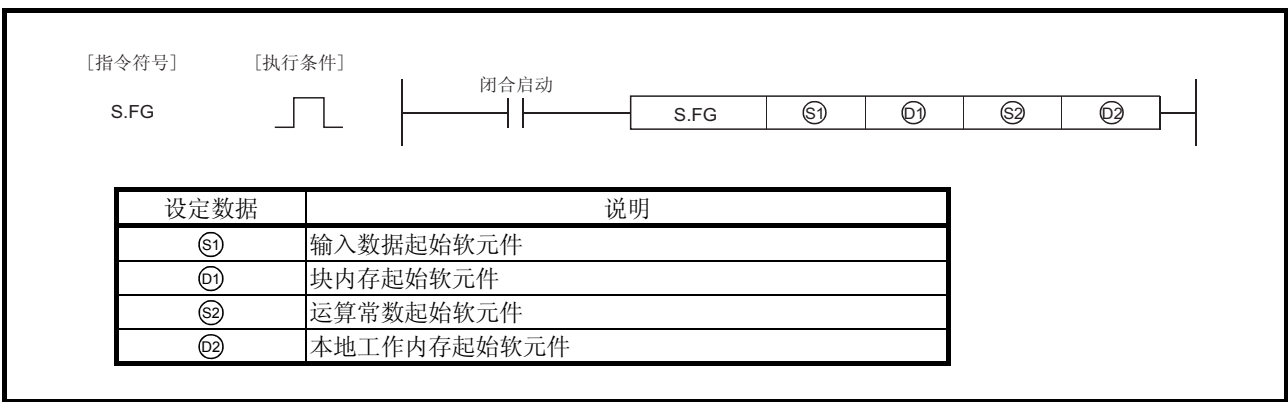 [指令符号] [执行条件]
闭合启动
S.FG S.FG S1 D1 S2 D2
设定数据 说明
S1 输入数据起始软元件
D1 块内存起始软元件
S2 运算常数起始软元件
D2 本地工作内存起始软元件